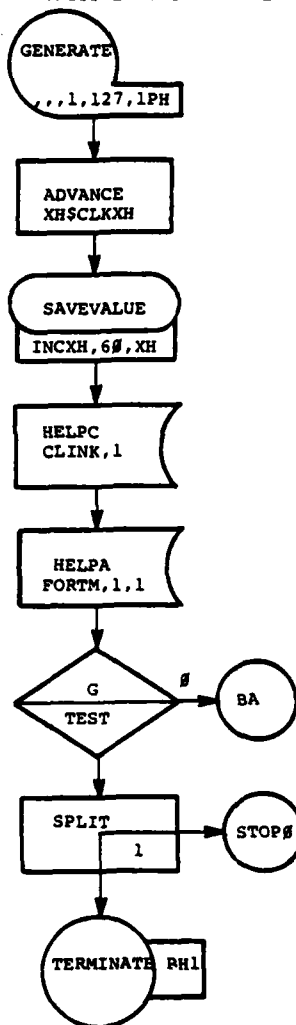 GENERATE
,,,1,127,1PH
ADVANCE
XH$CLKXH
SAVEVALUE
INCXH,6Ø,XH
HELPC
CLINK,1
HELPA
FORTM,1,1
G
Ø
TEST
BA
SPLIT
1
STOPØ
TERMINATE PH1